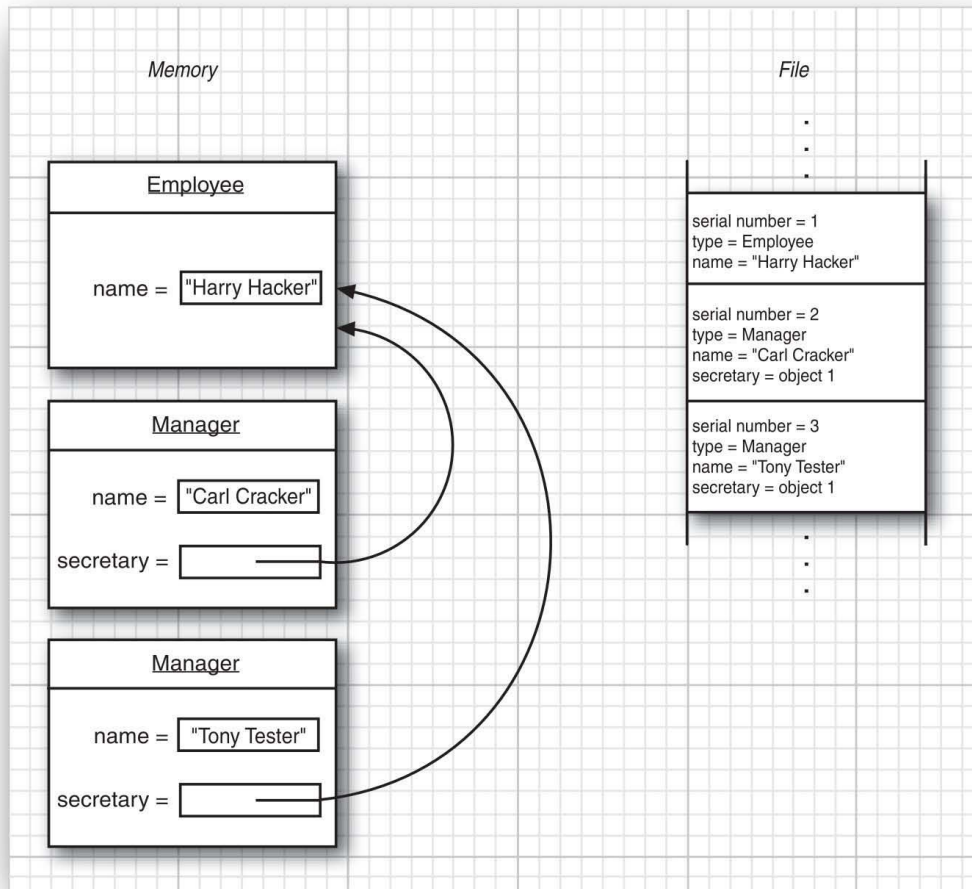 Memory
Employee
name = "Harry Hacker"
Manager
name = "Carl Cracker"
secretary =
Manager
name = "Tony Tester"
secretary =
File
serial number = 1
type = Employee
name = "Harry Hacker"
serial number = 2
type = Manager
name = "Carl Cracker"
secretary = object 1
serial number = 3
type = Manager
name = "Tony Tester"
secretary = object 1